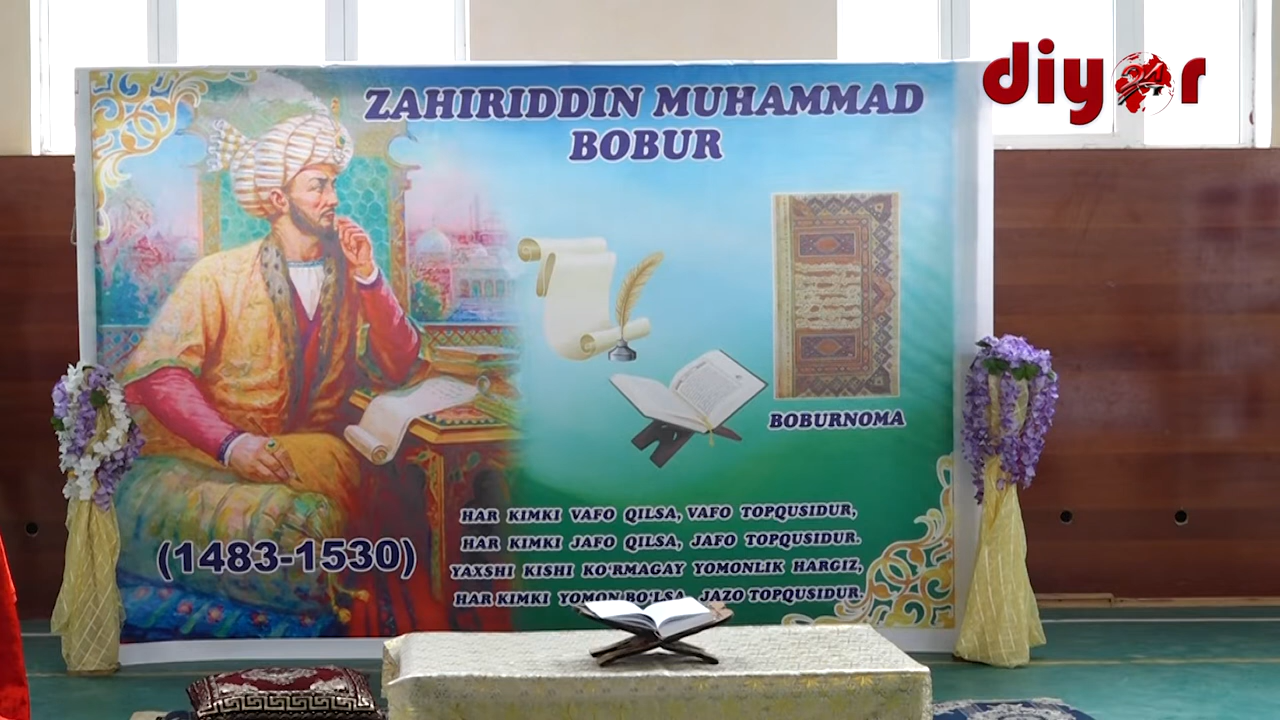 diyor
24
ZAHIRIDDIN MUHAMMAD
BOBUR
BOBURNOMA
(1483-1530)
HAR KIMKI VAFO QILSA, VAFO TOPQUSIDUR,
HAR KIMKI JAFO QILSA, JAFO TOPQUSIDUR.
YAXSHI KISHI KO‘RMAGAY YOMONLIK HARGIZ,
HAR KIMKI YOMON BO‘LSA, JAZO TOPQUSIDUR.